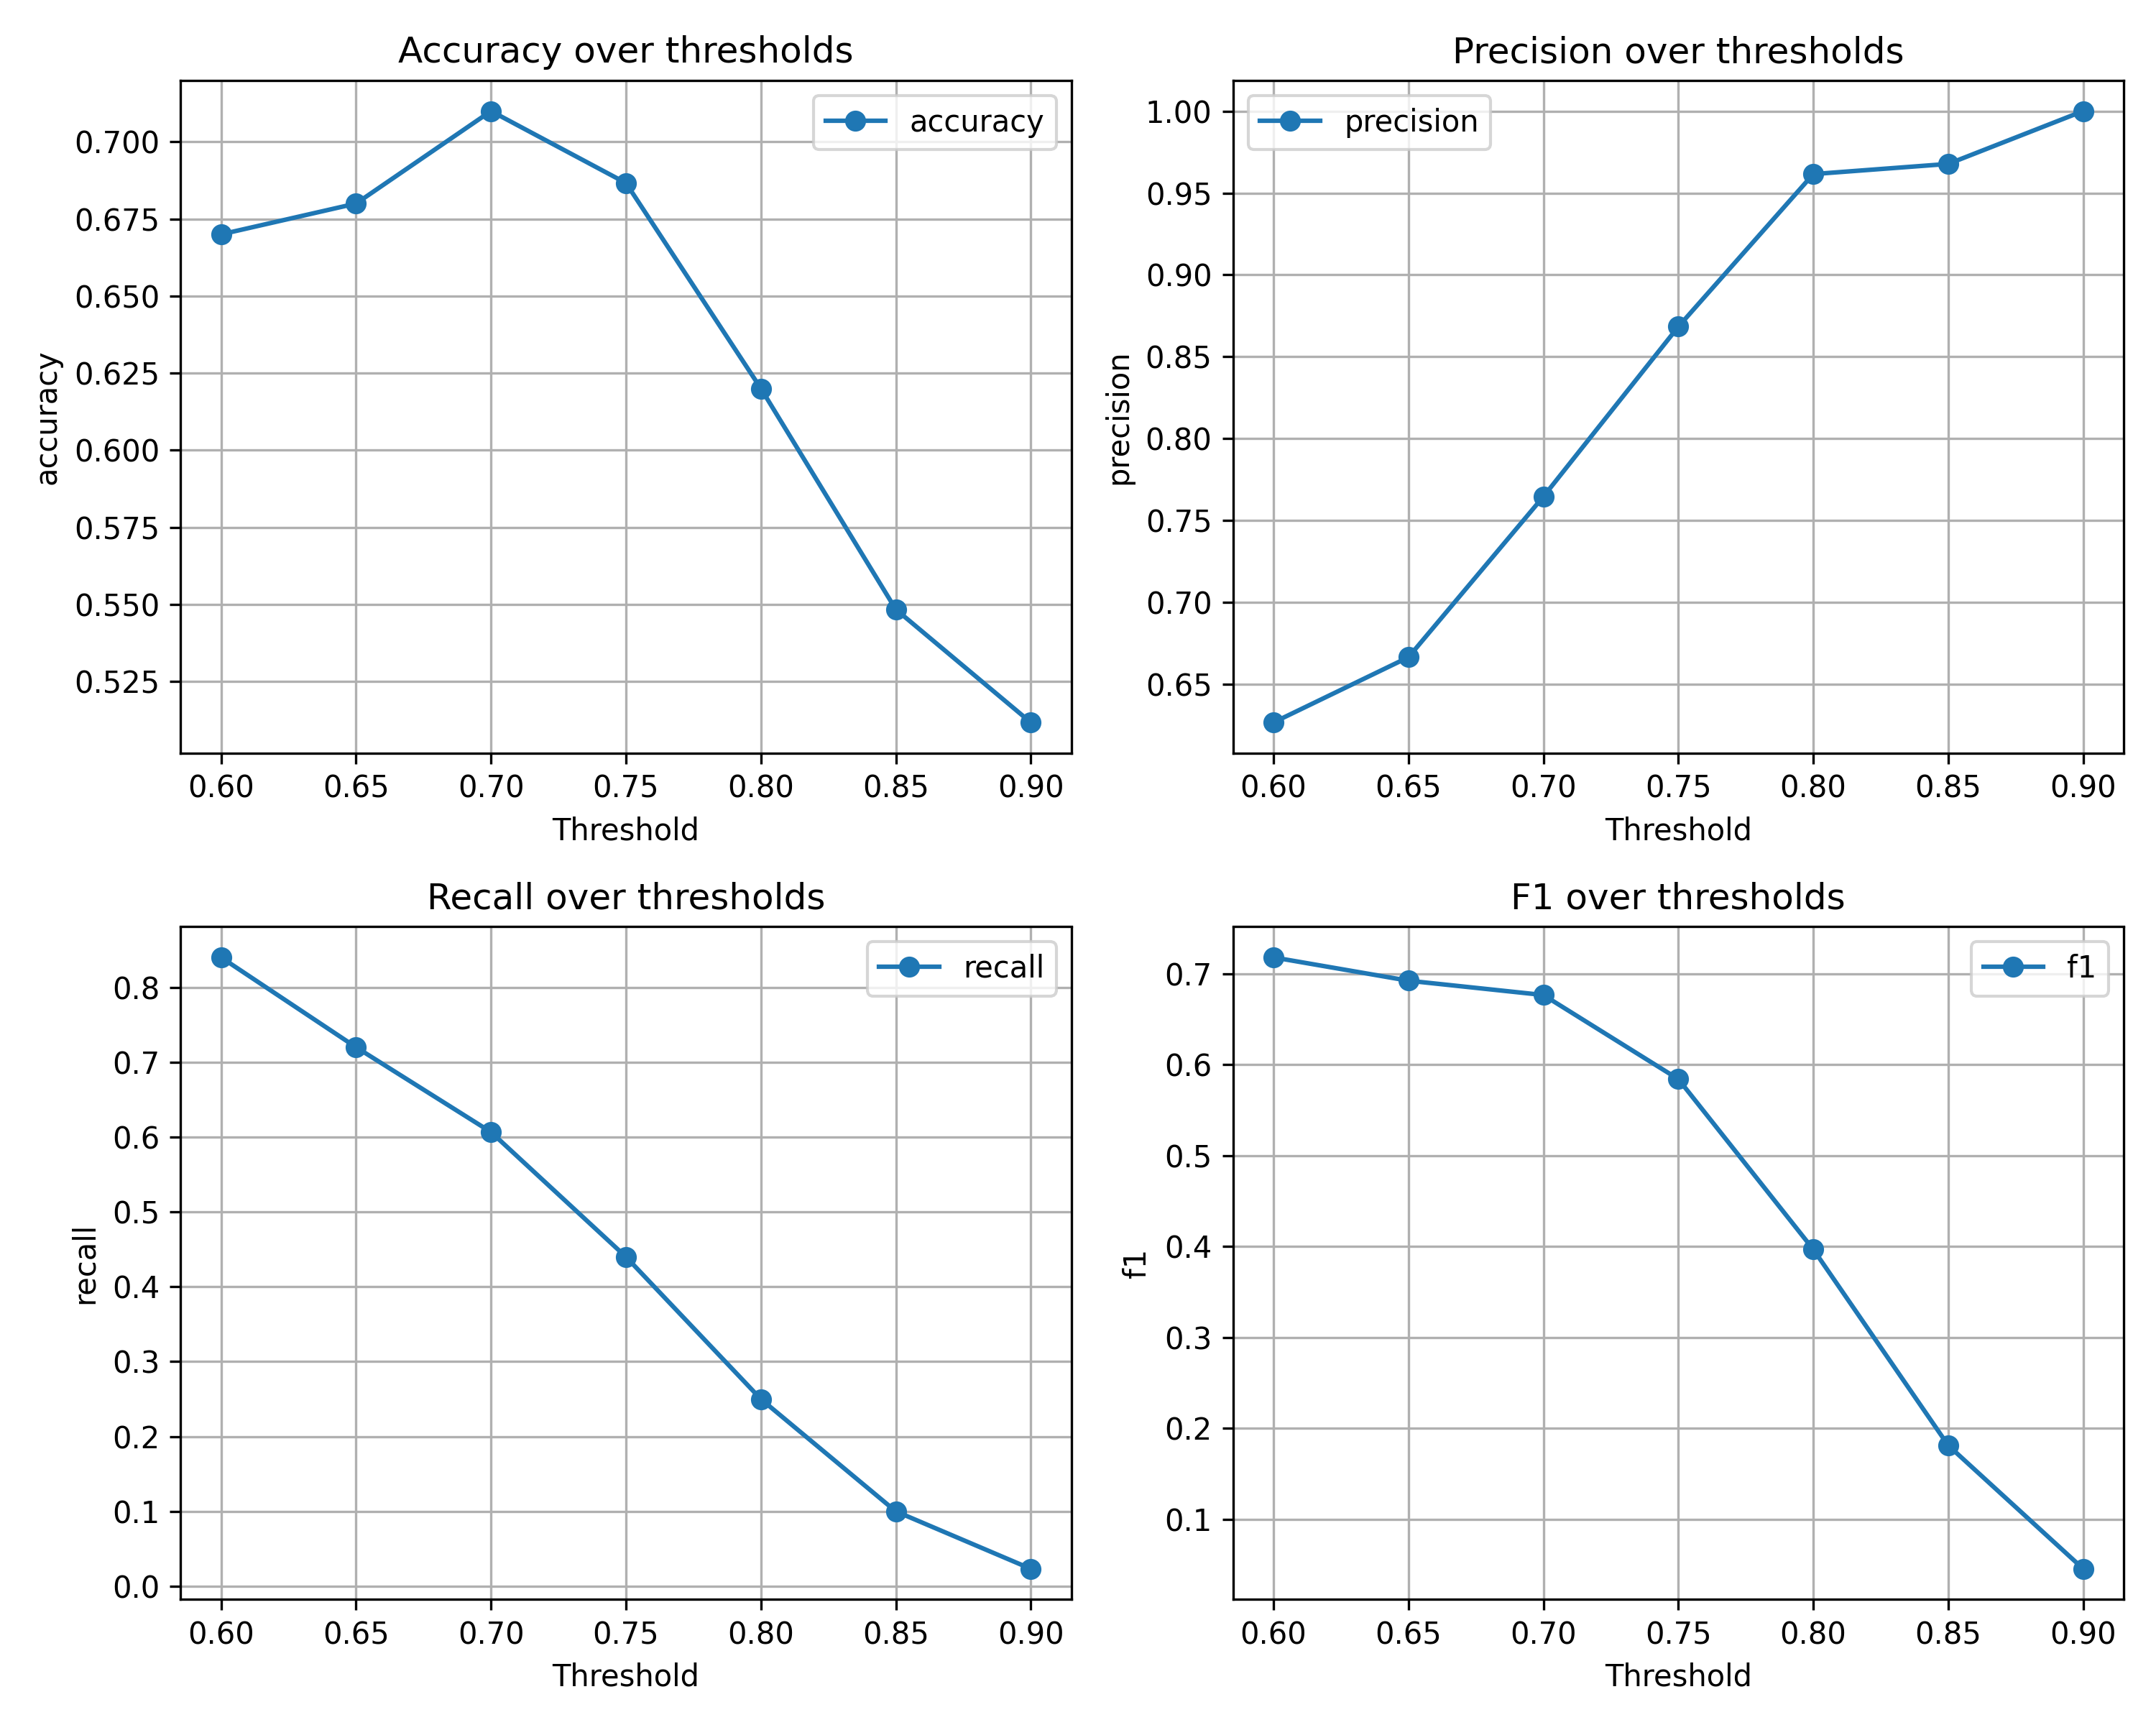 Accuracy over thresholds
accuracy
accuracy
0.700
0.675
0.650
0.625
0.600
0.575
0.550
0.525
0.60 0.65 0.70 0.75 0.80 0.85 0.90
Threshold
Precision over thresholds
precision
precision
1.00
0.95
0.90
0.85
0.80
0.75
0.70
0.65
0.60 0.65 0.70 0.75 0.80 0.85 0.90
Threshold
Recall over thresholds
recall
recall
0.8
0.7
0.6
0.5
0.4
0.3
0.2
0.1
0.0
0.60 0.65 0.70 0.75 0.80 0.85 0.90
Threshold
F1 over thresholds
f1
f1
0.7
0.6
0.5
0.4
0.3
0.2
0.1
0.60 0.65 0.70 0.75 0.80 0.85 0.90
Threshold